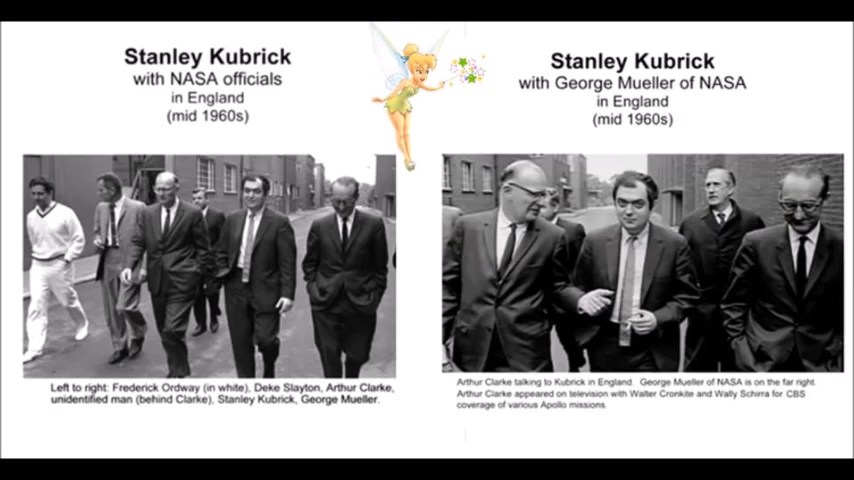 Stanley Kubrick
with NASA officials
in England
(mid 1960s)
Left to right: Frederick Ordway (in white), Deke Slayton, Arthur Clarke,
unidentified man (behind Clarke), Stanley Kubrick, George Mueller.
Stanley Kubrick
with George Mueller of NASA
in England
(mid 1960s)
Arthur Clarke talking to Kubrick in England. George Mueller of NASA is on the far right.
Arthur Clarke appeared on television with Walter Cronkite and Wally Schirra for CBS
coverage of various Apollo missions.